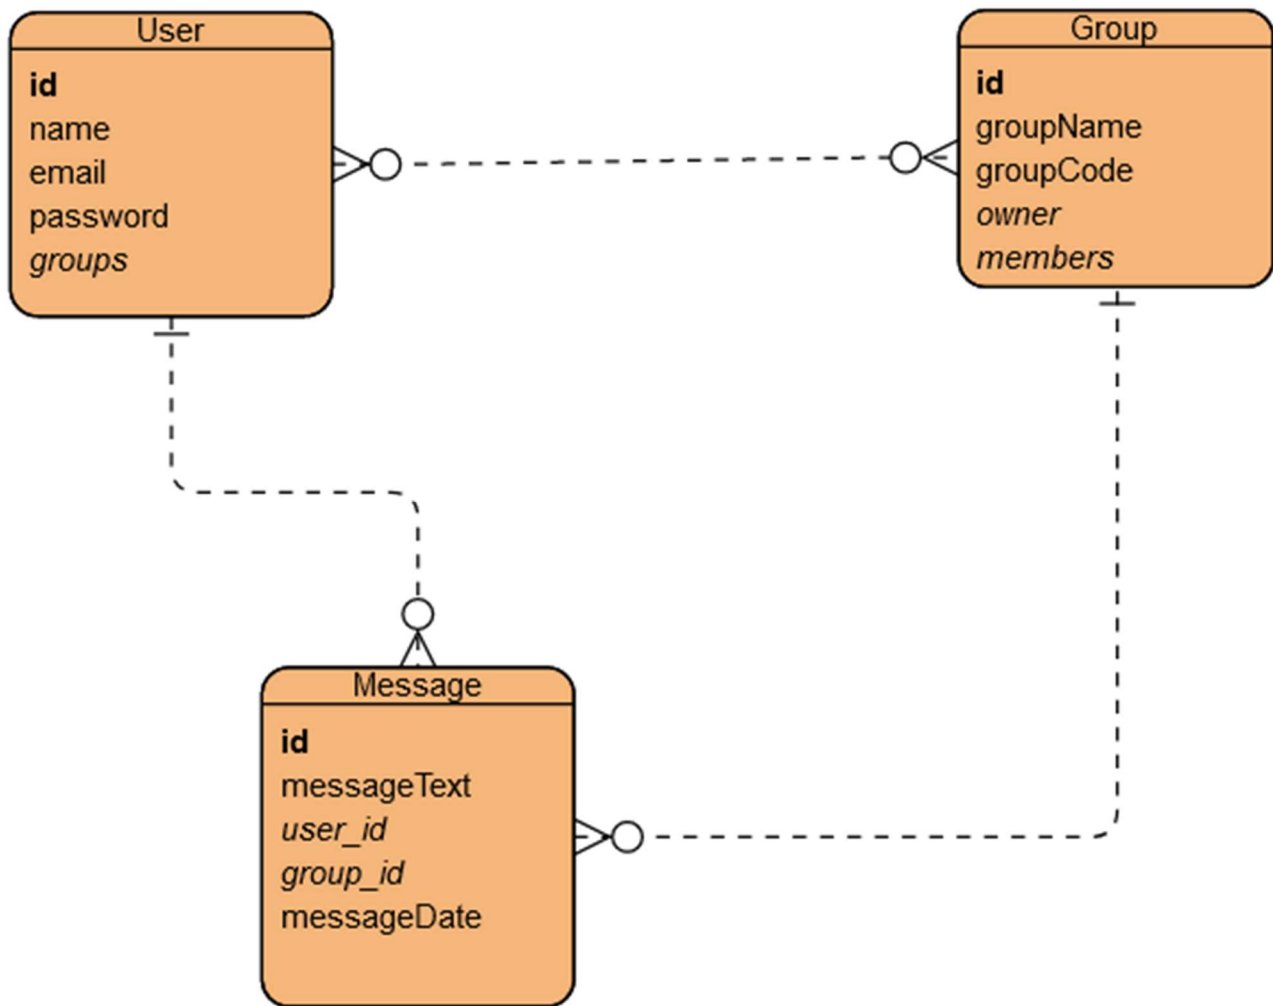 User
id
name
email
password
groups
Group
id
groupName
groupCode
owner
members
Message
id
messageText
user_id
group_id
messageDate